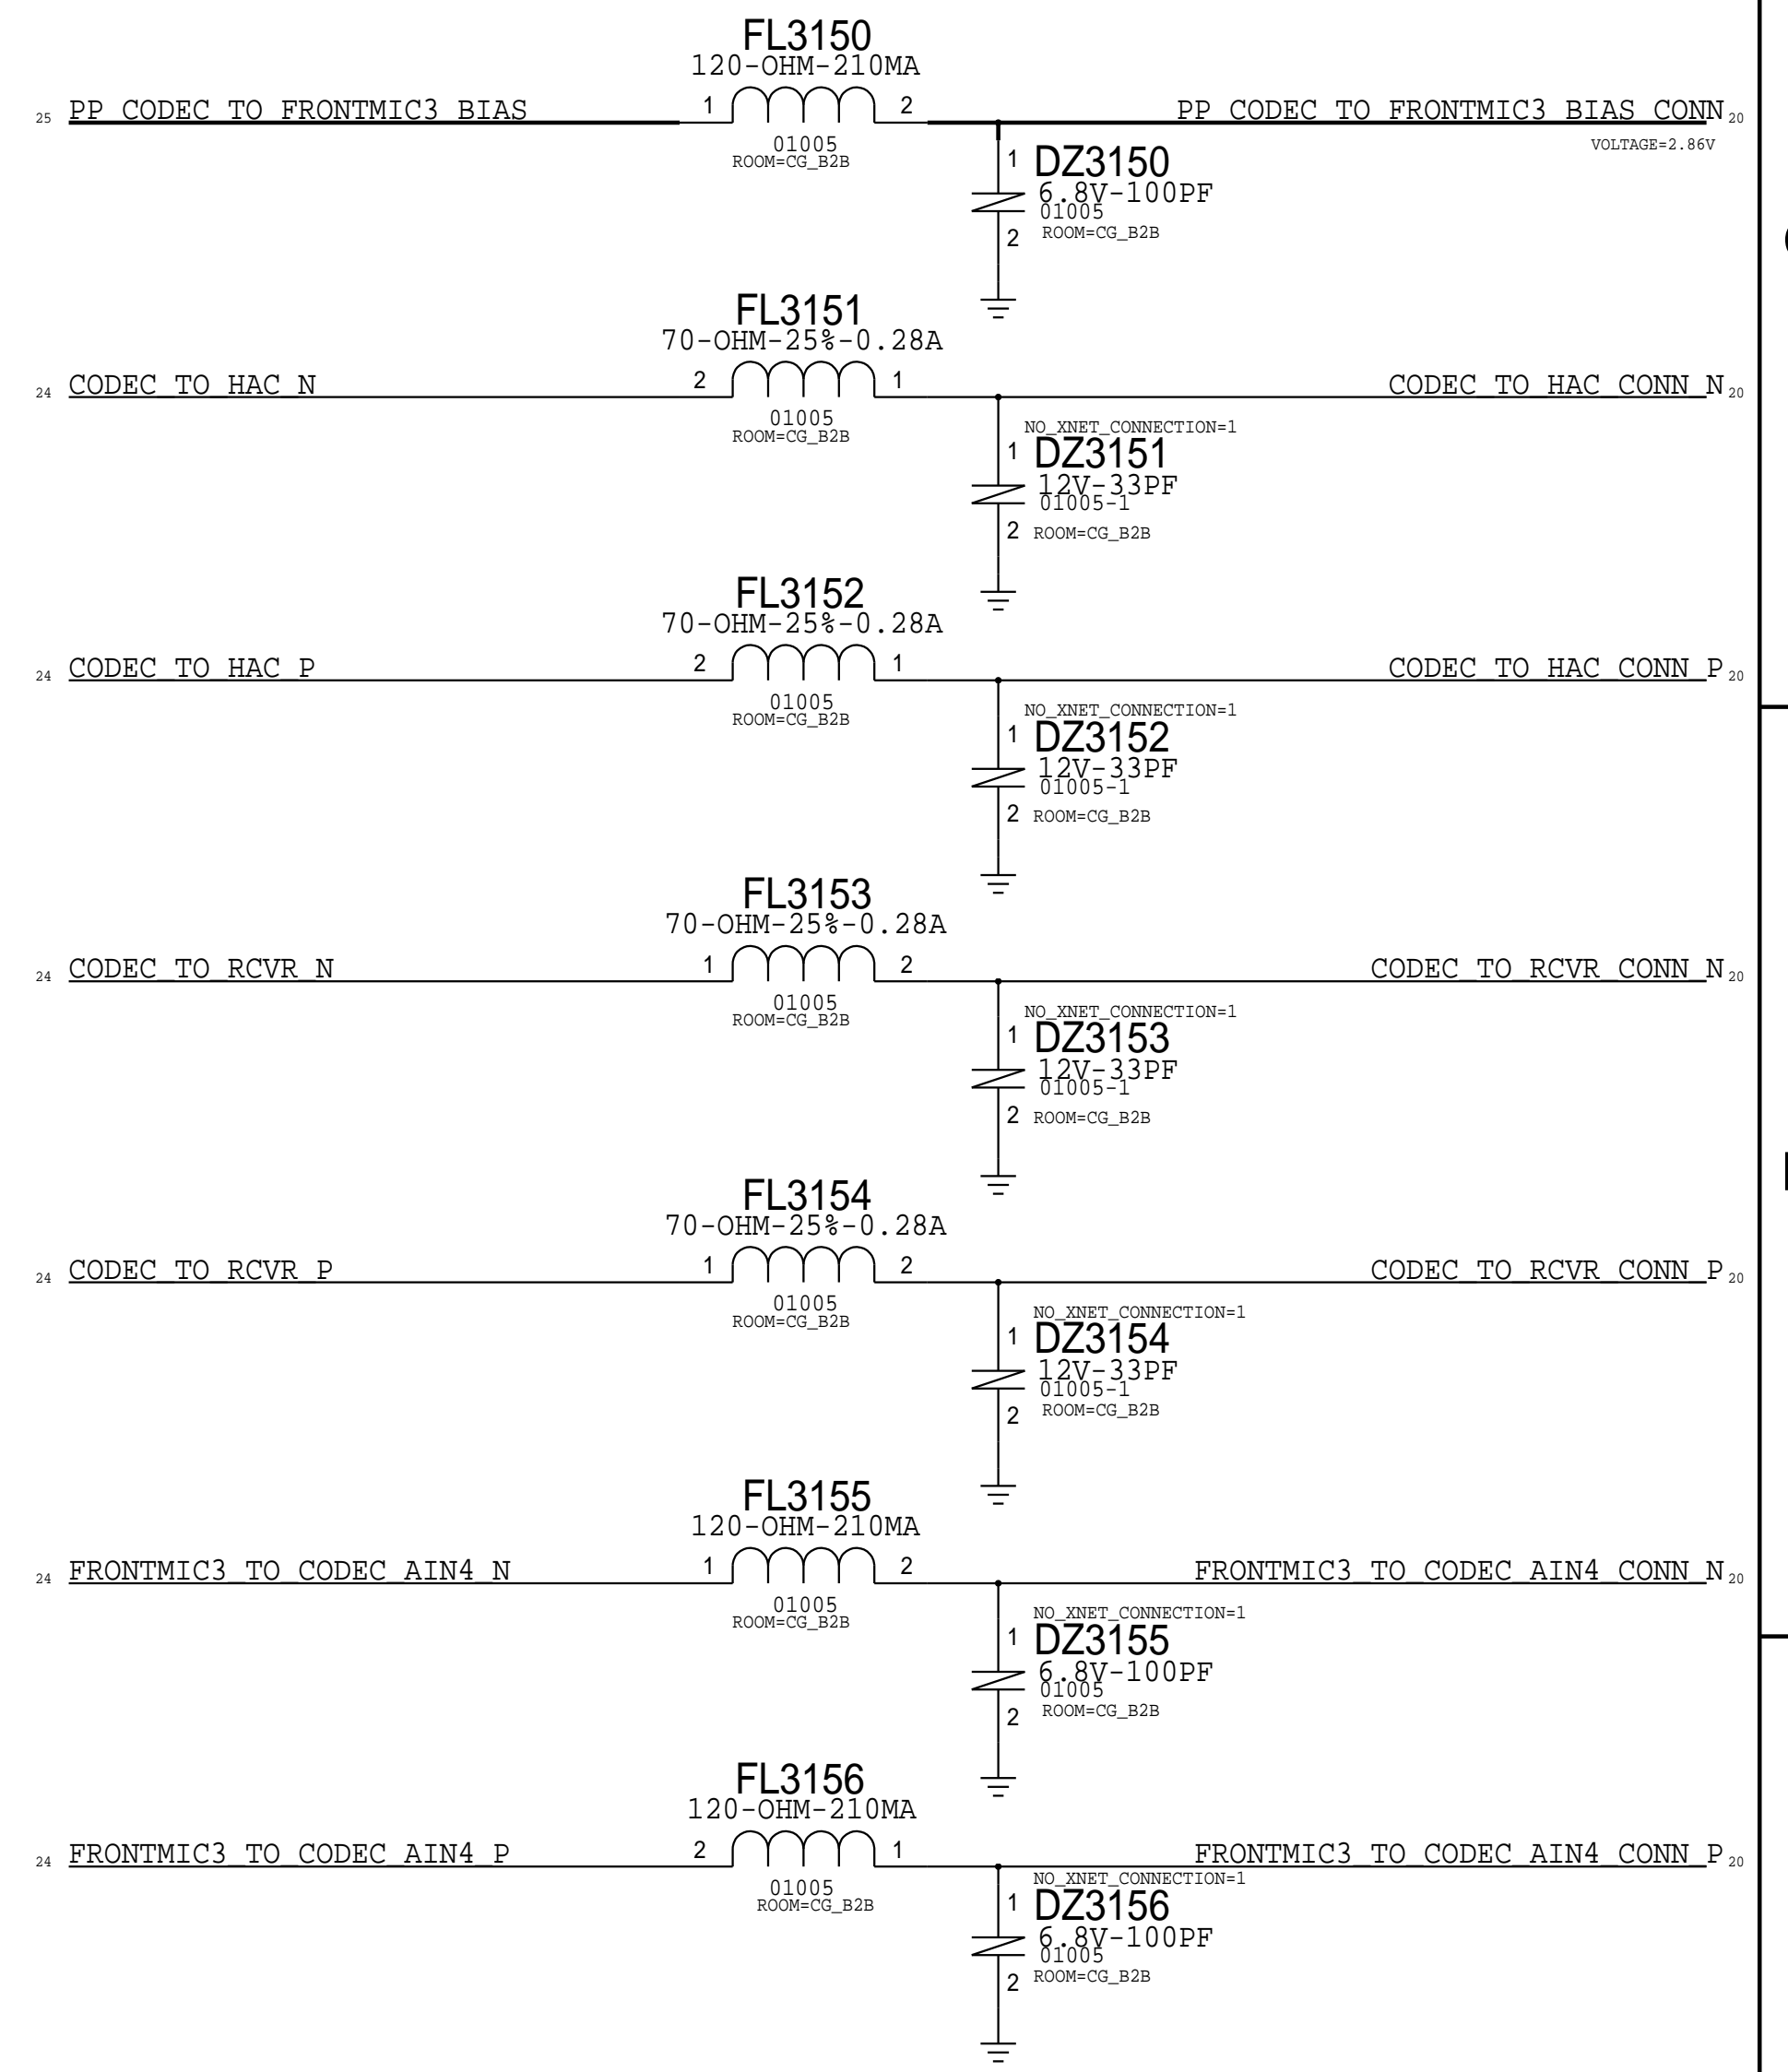 FL3150
120-OHM-210MA
25 PP_CODEC_TO_FRONTMIC3_BIAS 1 2 PP_CODEC_TO_FRONTMIC3_BIAS_CONN 20
01005
ROOM=CG_B2B
VOLTAGE=2.86V
1 DZ3150
6.8V-100PF
01005
2 ROOM=CG_B2B
FL3151
70-OHM-25%-0.28A
24 CODEC_TO_HAC_N 2 1 CODEC_TO_HAC_CONN_N 20
01005
ROOM=CG_B2B
NO_XNET_CONNECTION=1
1 DZ3151
12V-33PF
01005-1
2 ROOM=CG_B2B
FL3152
70-OHM-25%-0.28A
24 CODEC_TO_HAC_P 2 1 CODEC_TO_HAC_CONN_P 20
01005
ROOM=CG_B2B
NO_XNET_CONNECTION=1
1 DZ3152
12V-33PF
01005-1
2 ROOM=CG_B2B
FL3153
70-OHM-25%-0.28A
24 CODEC_TO_RCVR_N 1 2 CODEC_TO_RCVR_CONN_N 20
01005
ROOM=CG_B2B
NO_XNET_CONNECTION=1
1 DZ3153
12V-33PF
01005-1
2 ROOM=CG_B2B
FL3154
70-OHM-25%-0.28A
24 CODEC_TO_RCVR_P 1 2 CODEC_TO_RCVR_CONN_P 20
01005
ROOM=CG_B2B
NO_XNET_CONNECTION=1
1 DZ3154
12V-33PF
01005-1
2 ROOM=CG_B2B
FL3155
120-OHM-210MA
24 FRONTMIC3_TO_CODEC_AIN4_N 1 2 FRONTMIC3_TO_CODEC_AIN4_CONN_N 20
01005
ROOM=CG_B2B
NO_XNET_CONNECTION=1
1 DZ3155
6.8V-100PF
01005
2 ROOM=CG_B2B
FL3156
120-OHM-210MA
24 FRONTMIC3_TO_CODEC_AIN4_P 2 1 FRONTMIC3_TO_CODEC_AIN4_CONN_P 20
01005
ROOM=CG_B2B
NO_XNET_CONNECTION=1
1 DZ3156
6.8V-100PF
01005
2 ROOM=CG_B2B